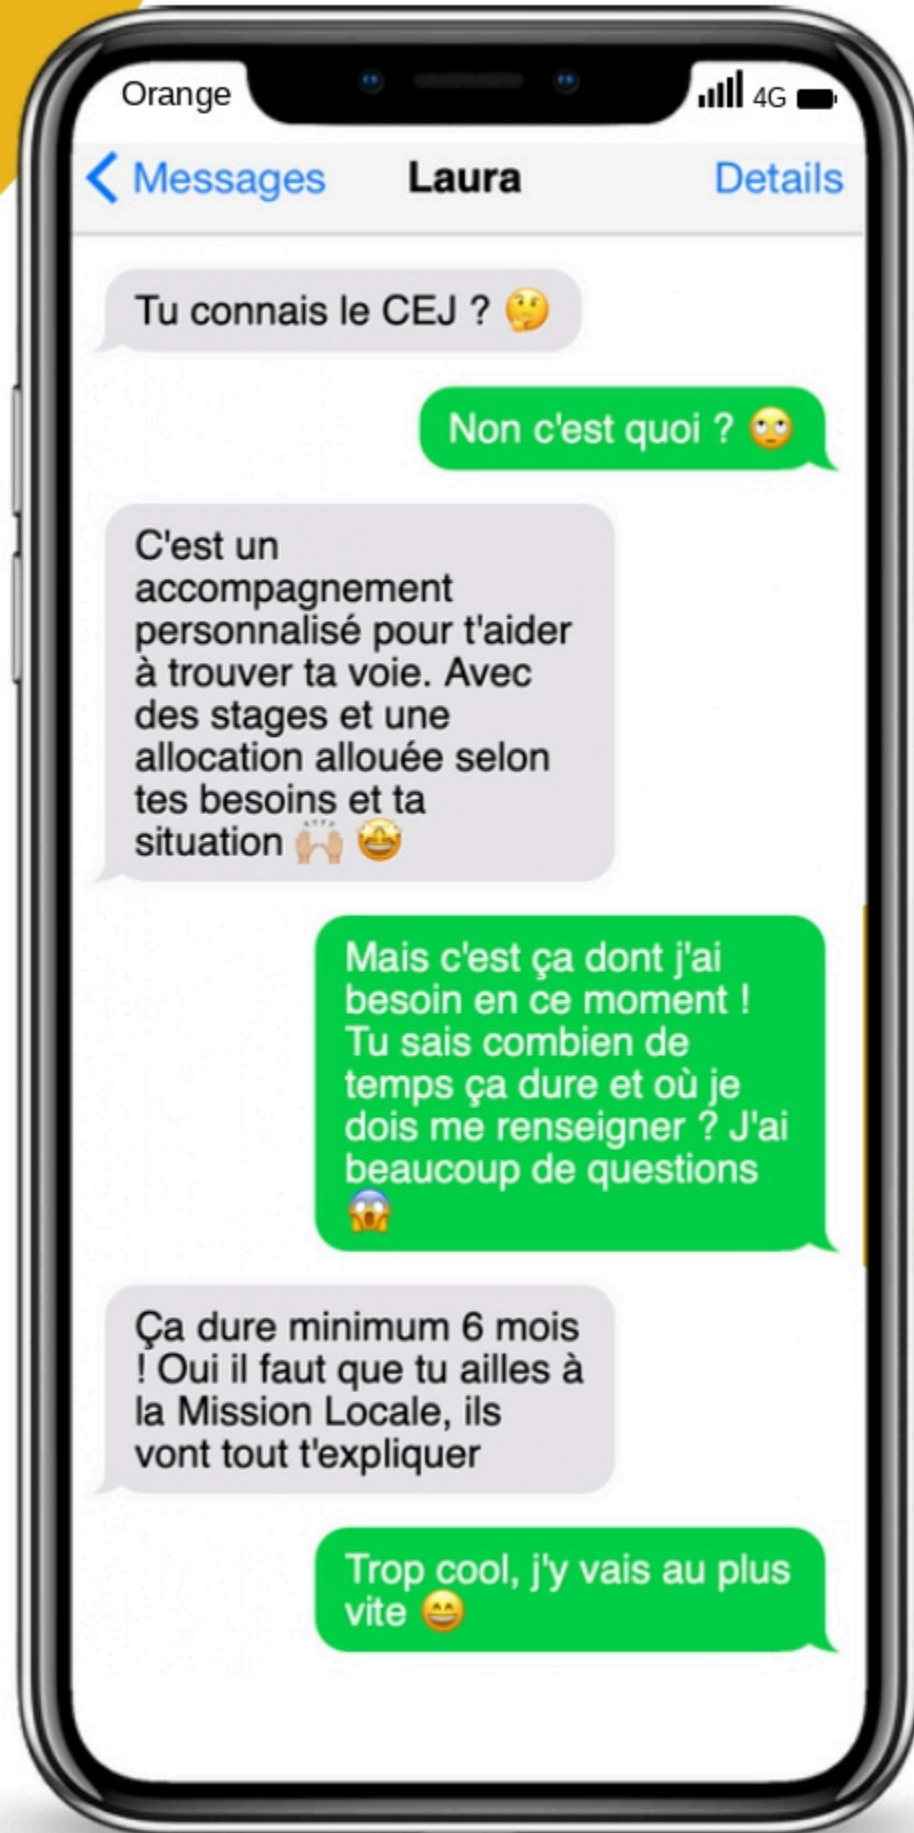 Orange 4G
Messages Laura Details
Tu connais le CEJ ? 🤔
Non c'est quoi ? 🙄
C'est un
accompagnement
personnalisé pour t'aider
à trouver ta voie. Avec
des stages et une
allocation allouée selon
tes besoins et ta
situation 🙌🏼 🤩
Mais c'est ça dont j'ai
besoin en ce moment !
Tu sais combien de
temps ça dure et où je
dois me renseigner ? J'ai
beaucoup de questions
😱
Ça dure minimum 6 mois
! Oui il faut que tu ailles à
la Mission Locale, ils
vont tout t'expliquer
Trop cool, j'y vais au plus
vite 😄